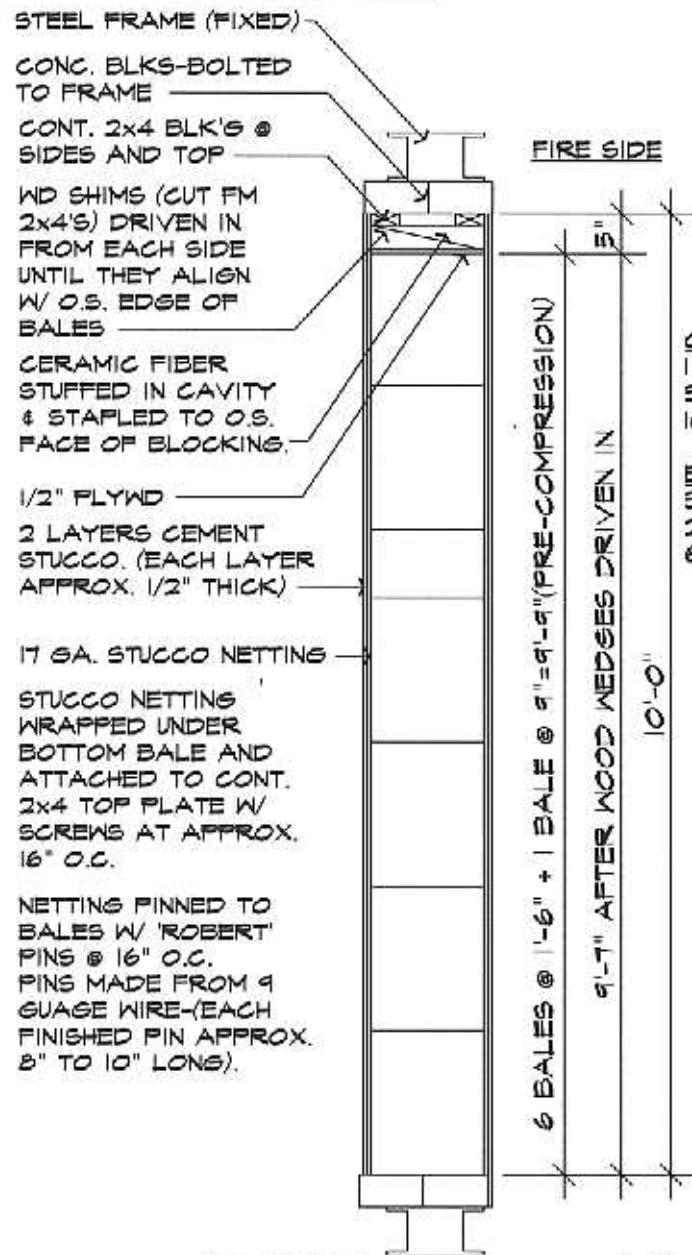 STEEL FRAME (FIXED)
CONC. BLKS-BOLTED
TO FRAME
CONT. 2x4 BLK'S @
SIDES AND TOP
WD SHIMS (CUT FM
2x4'S) DRIVEN IN
FROM EACH SIDE
UNTIL THEY ALIGN
W/ O.S. EDGE OF
BALES
CERAMIC FIBER
STUFFED IN CAVITY
& STAPLED TO O.S.
FACE OF BLOCKING.
1/2" PLYWD
2 LAYERS CEMENT
STUCCO. (EACH LAYER
APPROX. 1/2" THICK)
17 GA. STUCCO NETTING
STUCCO NETTING
WRAPPED UNDER
BOTTOM BALE AND
ATTACHED TO CONT.
2x4 TOP PLATE W/
SCREWS AT APPROX.
16" O.C.
NETTING PINNED TO
BALES W/ 'ROBERT'
PINS @ 16" O.C.
PINS MADE FROM 9
GUAGE WIRE-(EACH
FINISHED PIN APPROX.
8" TO 10" LONG).
FIRE SIDE
5"
6 BALES @ 1'-6" + 1 BALE @ 9"=9'-9"(PRE-COMPRESSION)
9'-7" AFTER WOOD WEDGES DRIVEN IN
10'-0"